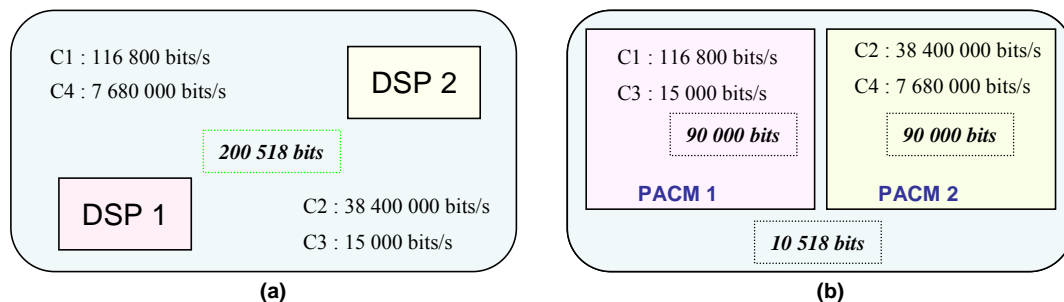 C1 : 116 800 bits/s
C4 : 7 680 000 bits/s
DSP 2
200 518 bits
DSP 1
C2 : 38 400 000 bits/s
C3 : 15 000 bits/s
(a)
C1 : 116 800 bits/s
C3 : 15 000 bits/s
90 000 bits
PACM 1
C2 : 38 400 000 bits/s
C4 : 7 680 000 bits/s
90 000 bits
PACM 2
10 518 bits
(b)